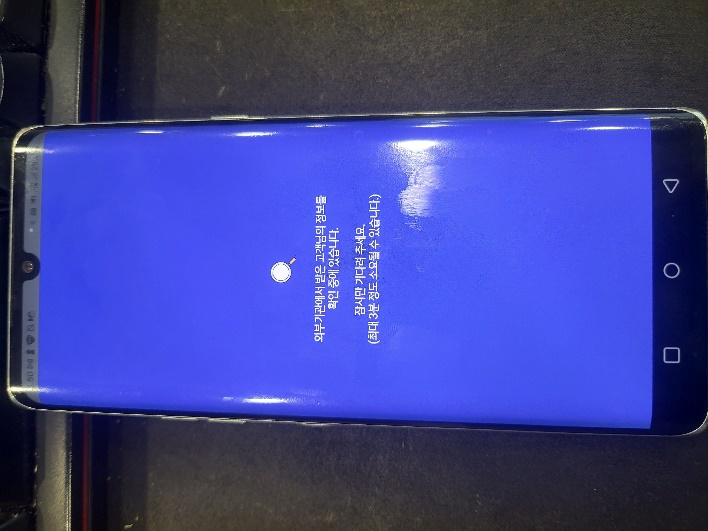 외부기관에서 받은 고객님의 정보를
확인 중에 있습니다.
잠시만 기다려 주세요.
(최대 3분 정도 소요될 수 있습니다.)